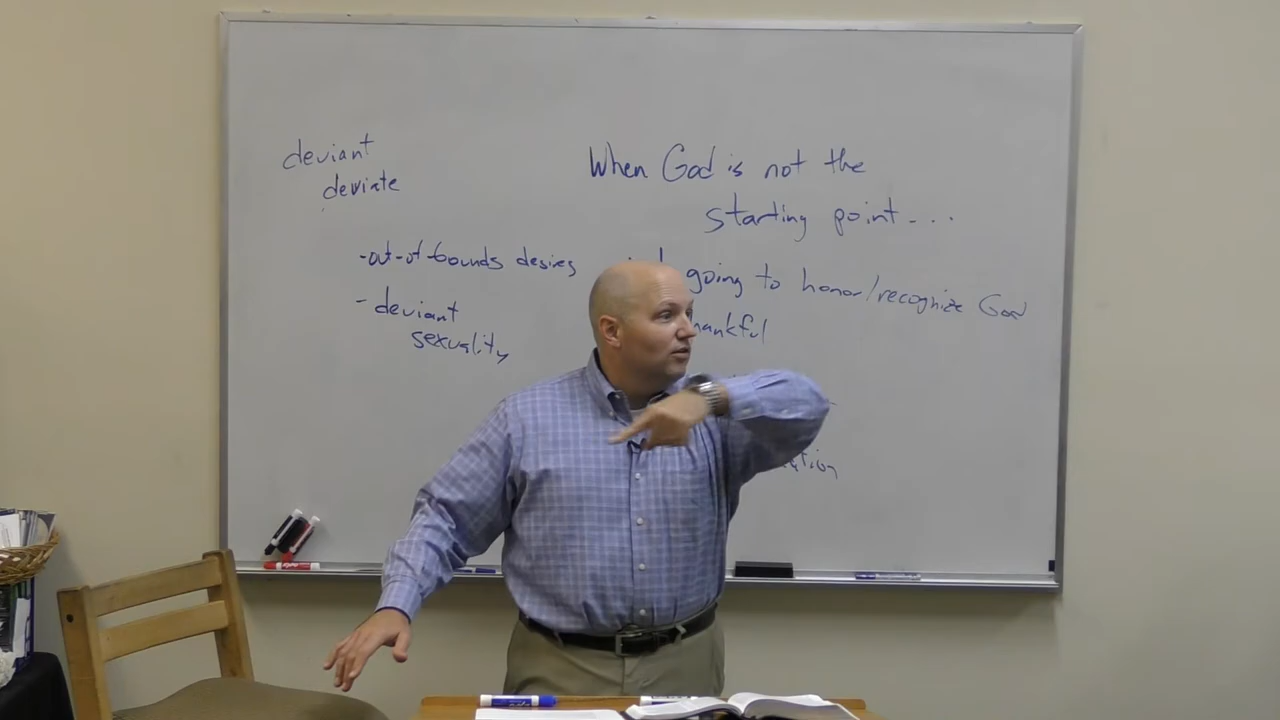 deviant
deviate
When God is not the
starting point...
-out-of-bounds desires
going to honor/recognize God
-deviant
sexuality
hankful